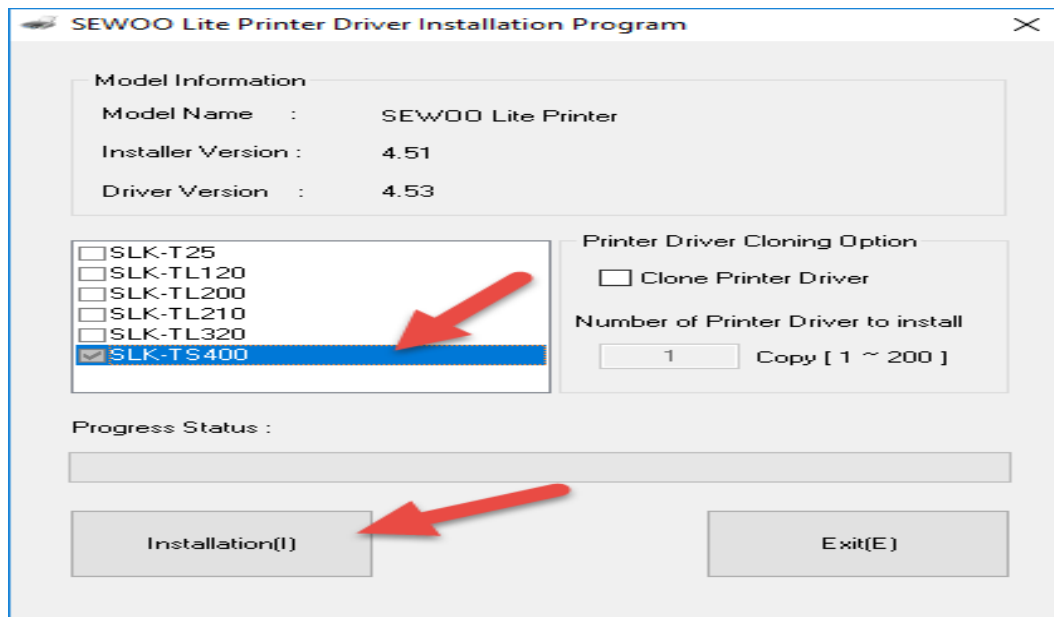 SEWOO Lite Printer Driver Installation Program
Model Information
Model Name : SEWOO Lite Printer
Installer Version : 4.51
Driver Version : 4.53
SLK-T25
SLK-TL120
SLK-TL200
SLK-TL210
SLK-TL320
SLK-TS400
Printer Driver Cloning Option
Clone Printer Driver
Number of Printer Driver to install
1 Copy [ 1 ~ 200 ]
Progress Status :
Installation(I)
Exit(E)